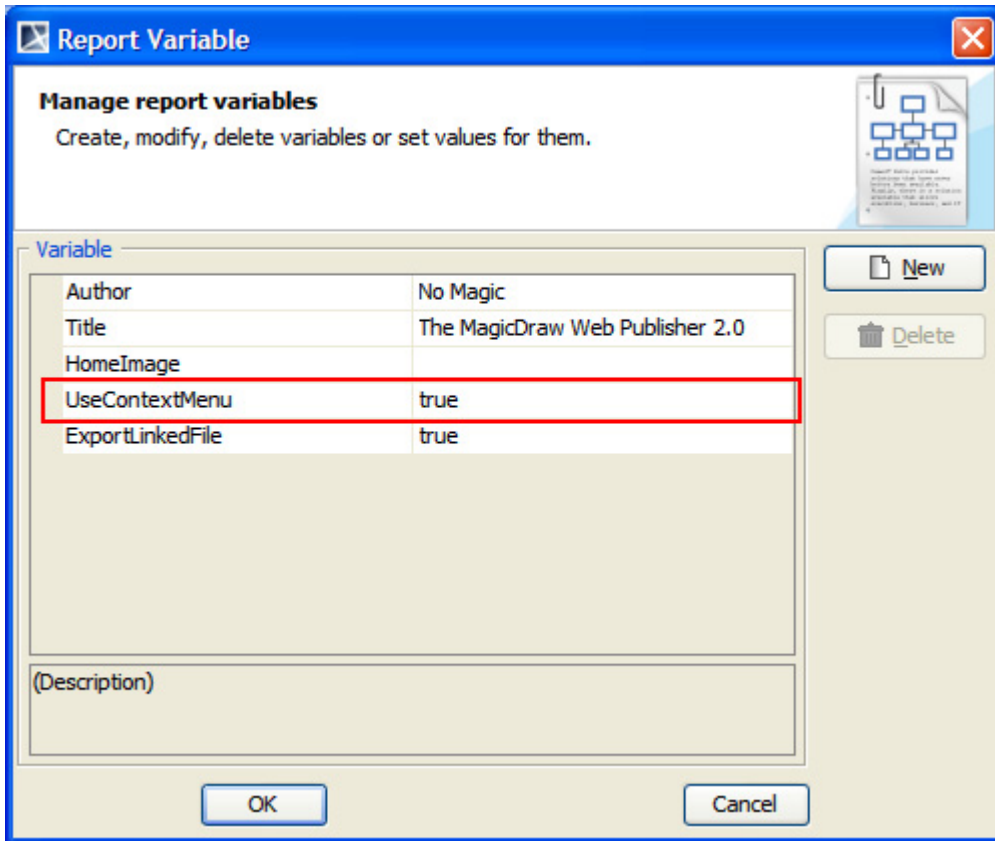 Report Variable
Manage report variables
Create, modify, delete variables or set values for them.
Variable
New
Author No Magic
Title The MagicDraw Web Publisher 2.0
Delete
HomeImage
UseContextMenu true
ExportLinkedFile true
(Description)
OK Cancel